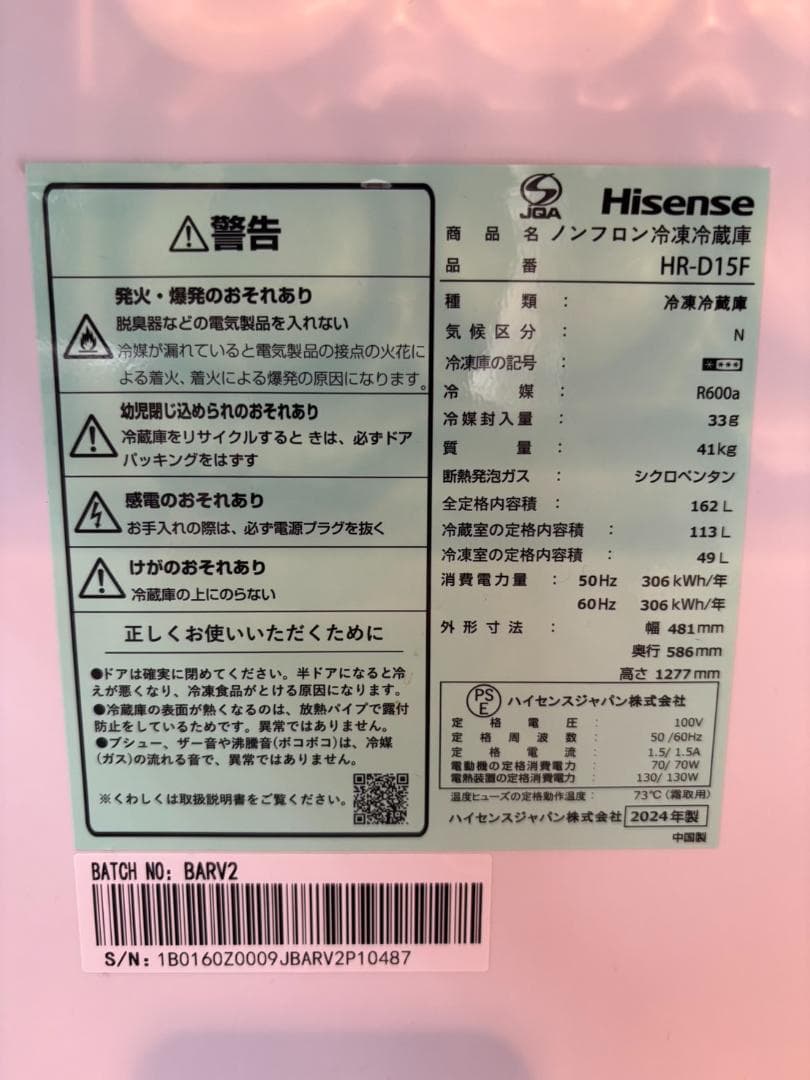 警告
発火・爆発のおそれあり
脱臭器などの電気製品を入れない
冷媒が漏れていると電気製品の接点の火花に
よる着火、着火による爆発の原因になります。
幼児閉じ込められのおそれあり
冷蔵庫をリサイクルすると きは、必ずドア
パッキングをはずす
感電のおそれあり
お手入れの際は、必ず電源プラグを抜く
けがのおそれあり
冷蔵庫の上にのらない
正しくお使いいただくために
●ドアは確実に閉めてください。半ドアになると冷
えが悪くなり、冷凍食品がとける原因になります。
●冷蔵庫の表面が熱くなるのは、放熱パイプで露付
防止をしているためです。異常ではありません。
●プシュー、ザー音や沸騰音(ボコボコ)は、冷媒
(ガス)の流れる音で、異常ではありません。
※くわしくは取扱説明書をご覧ください。
JQA Hisense
商品名 ノンフロン冷凍冷蔵庫
品番 HR-D15F
種類 : 冷凍冷蔵庫
気候区分 : N
冷凍庫の記号 : ****
冷媒 : R600a
冷媒封入量 : 33g
質量 : 41kg
断熱発泡ガス : シクロペンタン
全定格内容積 : 162 L
冷蔵室の定格内容積 : 113 L
冷凍室の定格内容積 : 49 L
消費電力量 : 50Hz 306 kWh/年
60Hz 306 kWh/年
外形寸法 : 幅 481mm
奥行 586mm
高さ 1277mm
PSE ハイセンスジャパン株式会社
定格電圧 : 100V
定格周波数 : 50/60Hz
定格電流 : 1.5/ 1.5A
電動機の定格消費電力 : 70/ 70W
電熱装置の定格消費電力 : 130/ 130W
温度ヒューズの定格動作温度 : 73℃(霜取用)
ハイセンスジャパン株式会社 2024年製
中国製
BATCH NO: BARV2
S/N: 1B0160Z0009JBARV2P10487